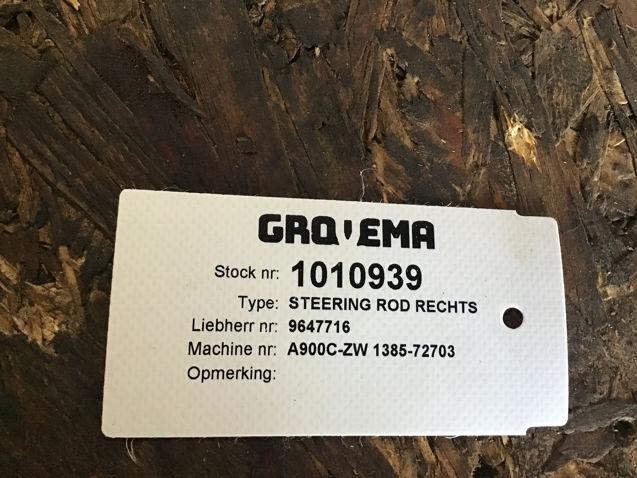 GROVEMA
Stock nr: 1010939
Type: STEERING ROD RECHTS
Liebherr nr: 9647716
Machine nr: A900C-ZW 1385-72703
Opmerking: